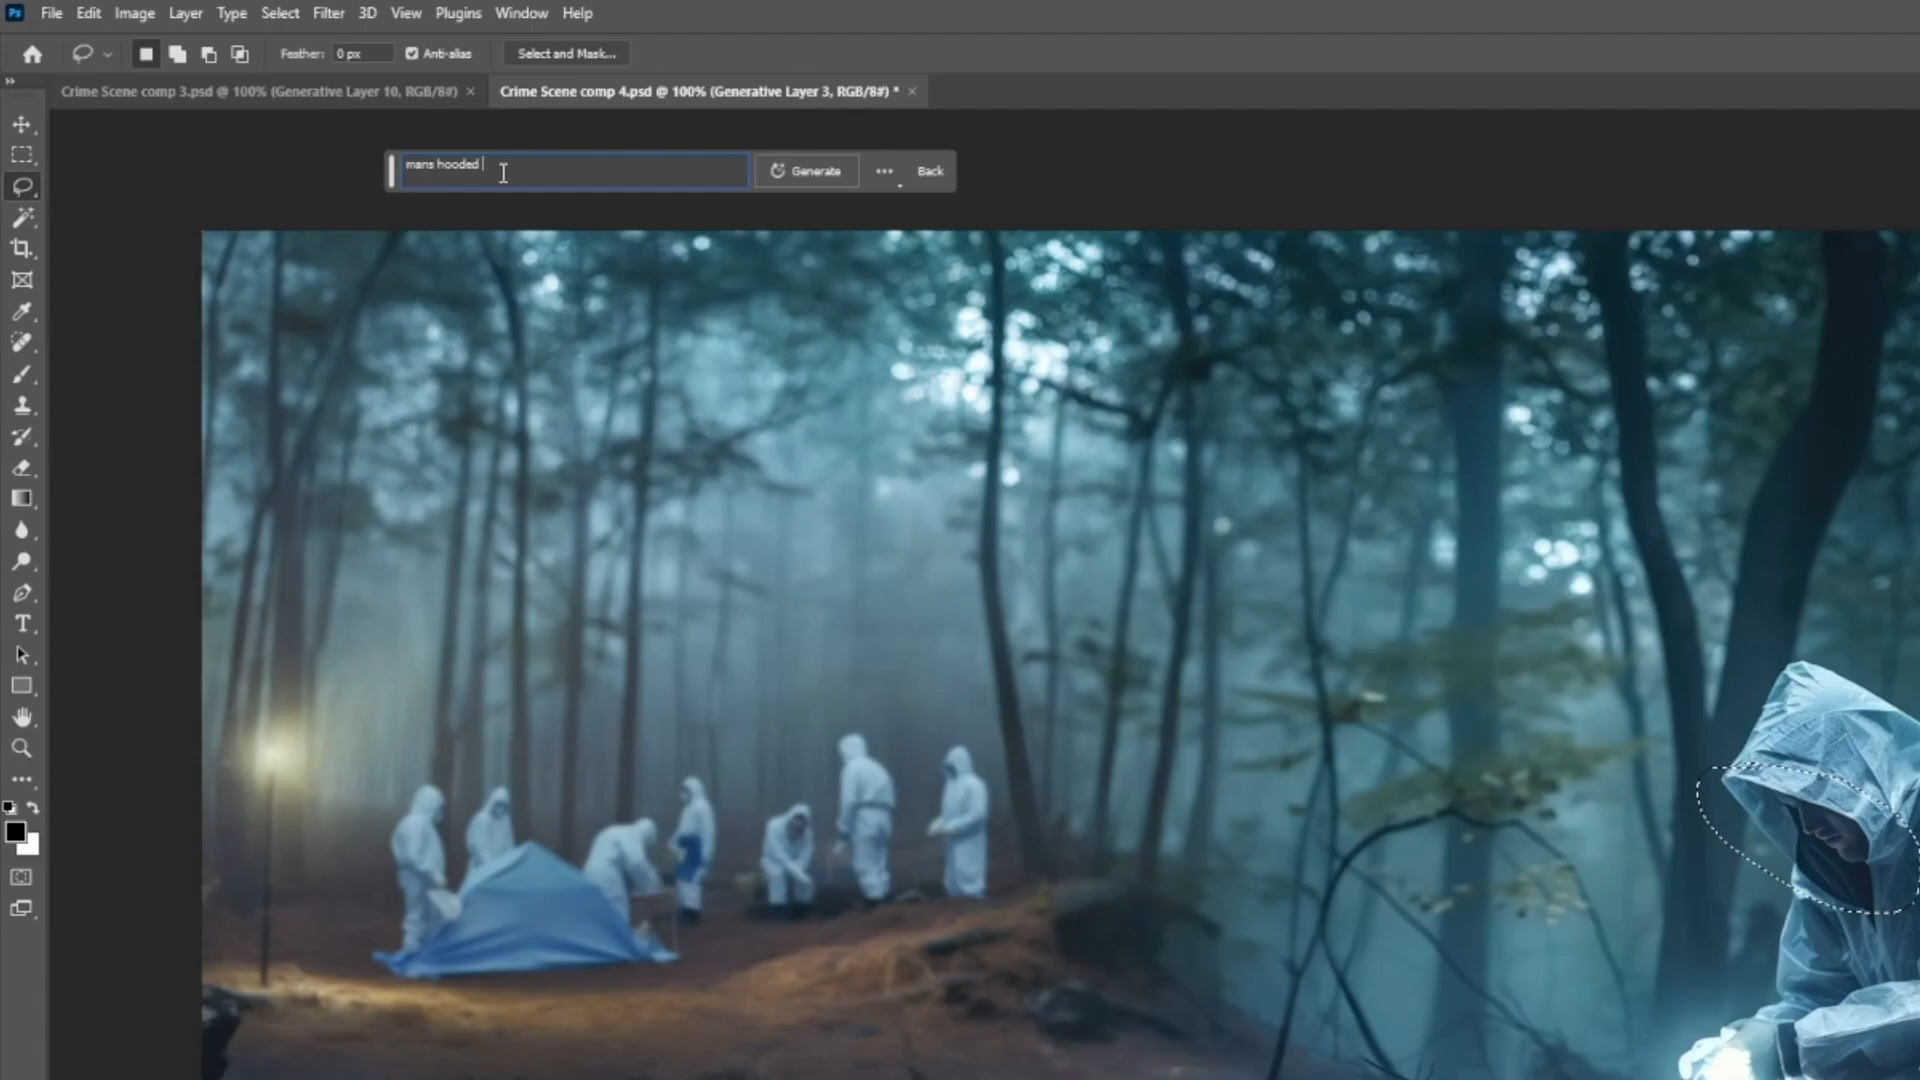 Ps File Edit Image Layer Type Select Filter 3D View Plugins Window Help
Feather: 0 px Anti-alias Select and Mask...
Crime Scene comp 3.psd @ 100% (Generative Layer 10, RGB/8#) × Crime Scene comp 4.psd @ 100% (Generative Layer 3, RGB/8#) * ×
mans hooded Generate ... Back